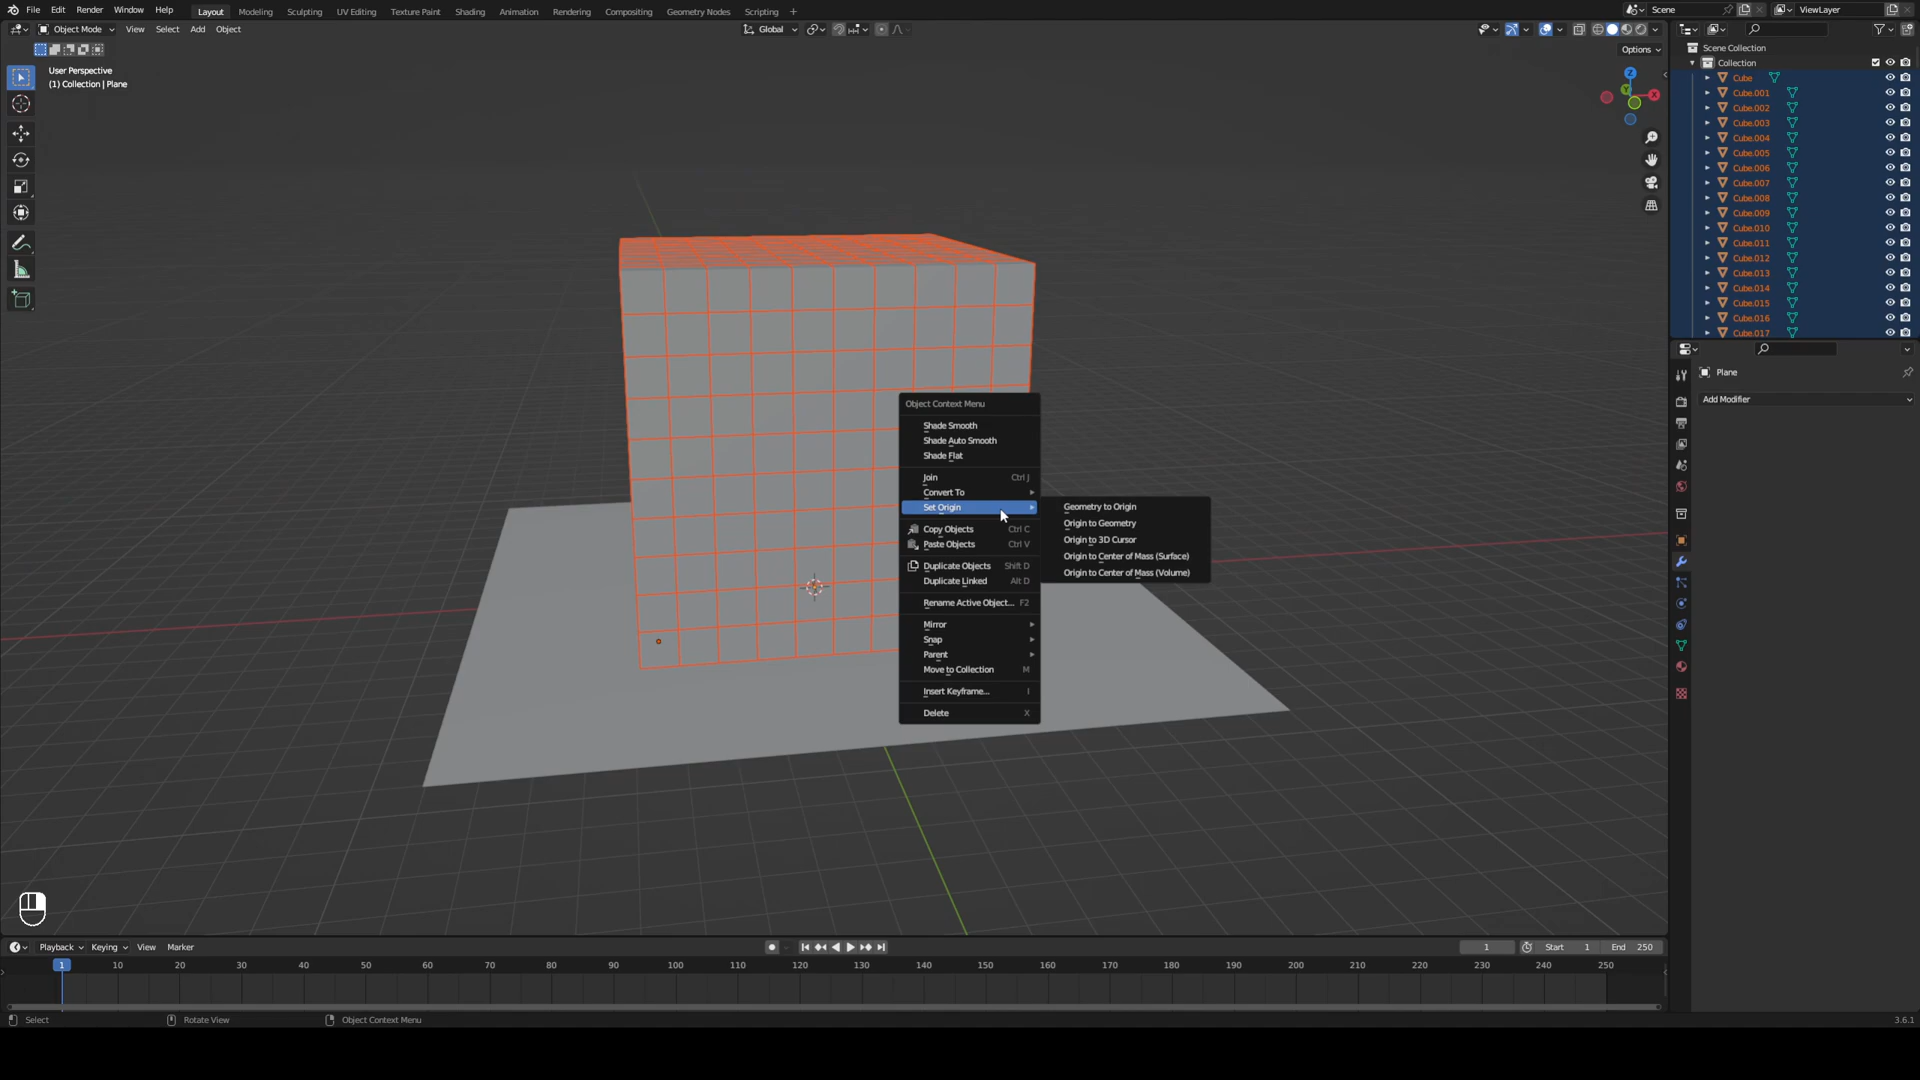 File Edit Render Window Help Layout Modeling Sculpting UV Editing Texture Paint Shading Animation Rendering Compositing Geometry Nodes Scripting + Scene ViewLayer
Object Mode View Select Add Object Global
Options
User Perspective
(1) Collection | Plane
Z
Y
X
Object Context Menu
Shade Smooth
Shade Auto Smooth
Shade Flat
Join Ctrl J
Convert To
Set Origin
Copy Objects Ctrl C
Paste Objects Ctrl V
Duplicate Objects Shift D
Duplicate Linked Alt D
Rename Active Object... F2
Mirror
Snap
Parent
Move to Collection M
Insert Keyframe... I
Delete X
Geometry to Origin
Origin to Geometry
Origin to 3D Cursor
Origin to Center of Mass (Surface)
Origin to Center of Mass (Volume)
Scene Collection
Collection
Cube
Cube.001
Cube.002
Cube.003
Cube.004
Cube.005
Cube.006
Cube.007
Cube.008
Cube.009
Cube.010
Cube.011
Cube.012
Cube.013
Cube.014
Cube.015
Cube.016
Cube.017
Plane
Add Modifier
Playback Keying View Marker 1 Start 1 End 250
1 10 20 30 40 50 60 70 80 90 100 110 120 130 140 150 160 170 180 190 200 210 220 230 240 250
Select Rotate View Object Context Menu 3.6.1